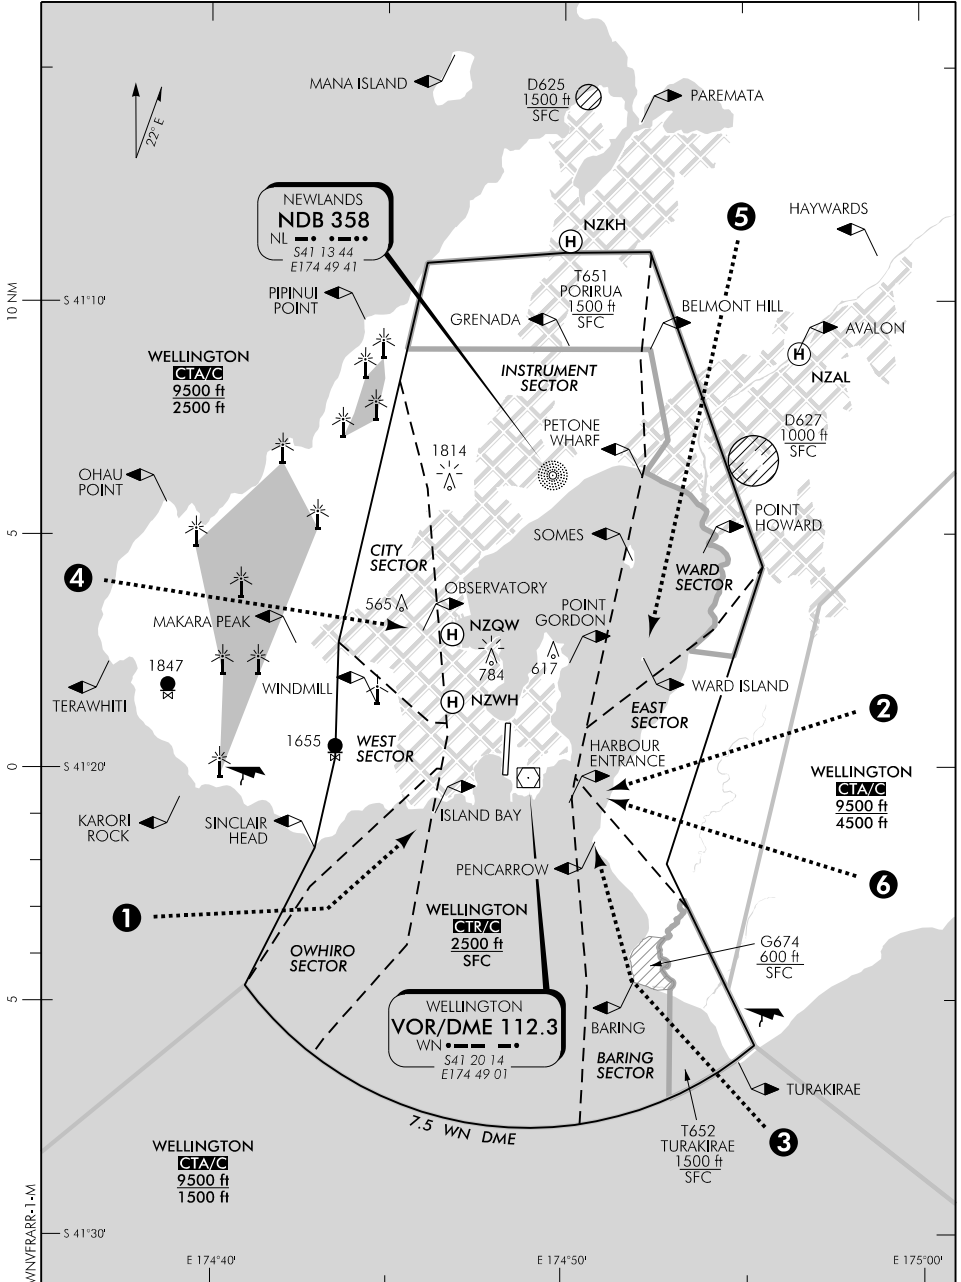 MANA ISLAND
D625
1500 ft
SFC
PAREMATA
22° E
NEWLANDS
NDB 358
NL
S41 13 44
E174 49 41
NZKH
H
5
HAYWARDS
10 NM
S 41°10'
PIPINUI
POINT
T651
PORIRUA
1500 ft
SFC
GRENADA
BELMONT HILL
AVALON
H
NZAL
WELLINGTON
CTA/C
9500 ft
2500 ft
INSTRUMENT
SECTOR
PETONE
WHARF
D627
1000 ft
SFC
1814
OHAU
POINT
POINT
HOWARD
5
SOMES
CITY
SECTOR
WARD
SECTOR
4
565
OBSERVATORY
MAKARA PEAK
H
NZQW
POINT
GORDON
784
617
1847
TERAWHITI
WINDMILL
H
NZWH
WARD ISLAND
EAST
SECTOR
2
1655
WEST
SECTOR
HARBOUR
ENTRANCE
0
S 41°20'
WELLINGTON
CTA/C
9500 ft
4500 ft
KARORI
ROCK
SINCLAIR
HEAD
ISLAND BAY
PENCARROW
6
1
WELLINGTON
CTR/C
2500 ft
SFC
OWHIRO
SECTOR
G674
600 ft
SFC
5
WELLINGTON
VOR/DME 112.3
WN
S41 20 14
E174 49 01
BARING
BARING
SECTOR
TURAKIRAE
7.5 WN DME
T652
TURAKIRAE
1500 ft
SFC
3
WELLINGTON
CTA/C
9500 ft
1500 ft
WNVFRARR-1-M
S 41°30'
E 174°40'
E 174°50'
E 175°00'